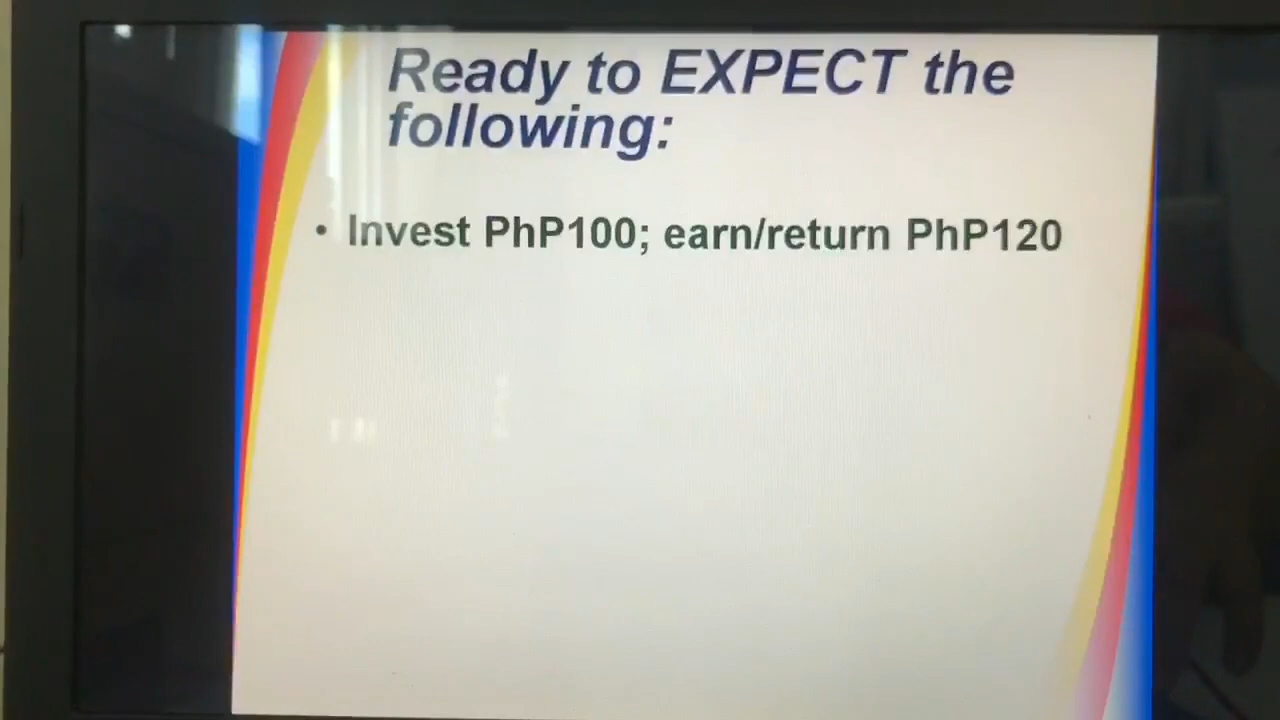 Ready to EXPECT the
following:
• Invest PhP100; earn/return PhP120